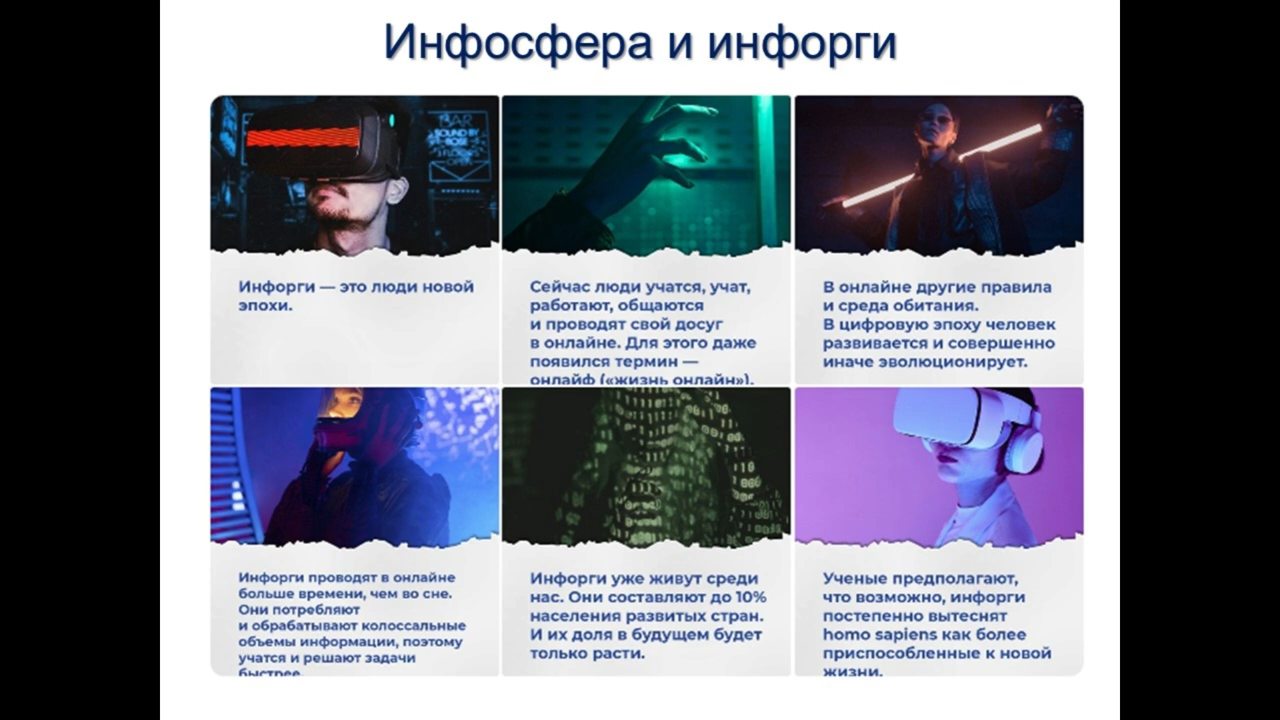 Инфосфера и инфорги
BAR
SOUND BY
OPEN
Инфорги — это люди новой
эпохи.
Сейчас люди учатся, учат,
работают, общаются
и проводят свой досуг
в онлайне. Для этого даже
появился термин —
онлайф («жизнь онлайн»).
В онлайне другие правила
и среда обитания.
В цифровую эпоху человек
развивается и совершенно
иначе эволюционирует.
Инфорги проводят в онлайне
больше времени, чем во сне.
Они потребляют
и обрабатывают колоссальные
объемы информации, поэтому
учатся и решают задачи
быстрее.
Инфорги уже живут среди
нас. Они составляют до 10%
населения развитых стран.
И их доля в будущем будет
только расти.
Ученые предполагают,
что возможно, инфорги
постепенно вытеснят
homo sapiens как более
приспособленные к новой
жизни.